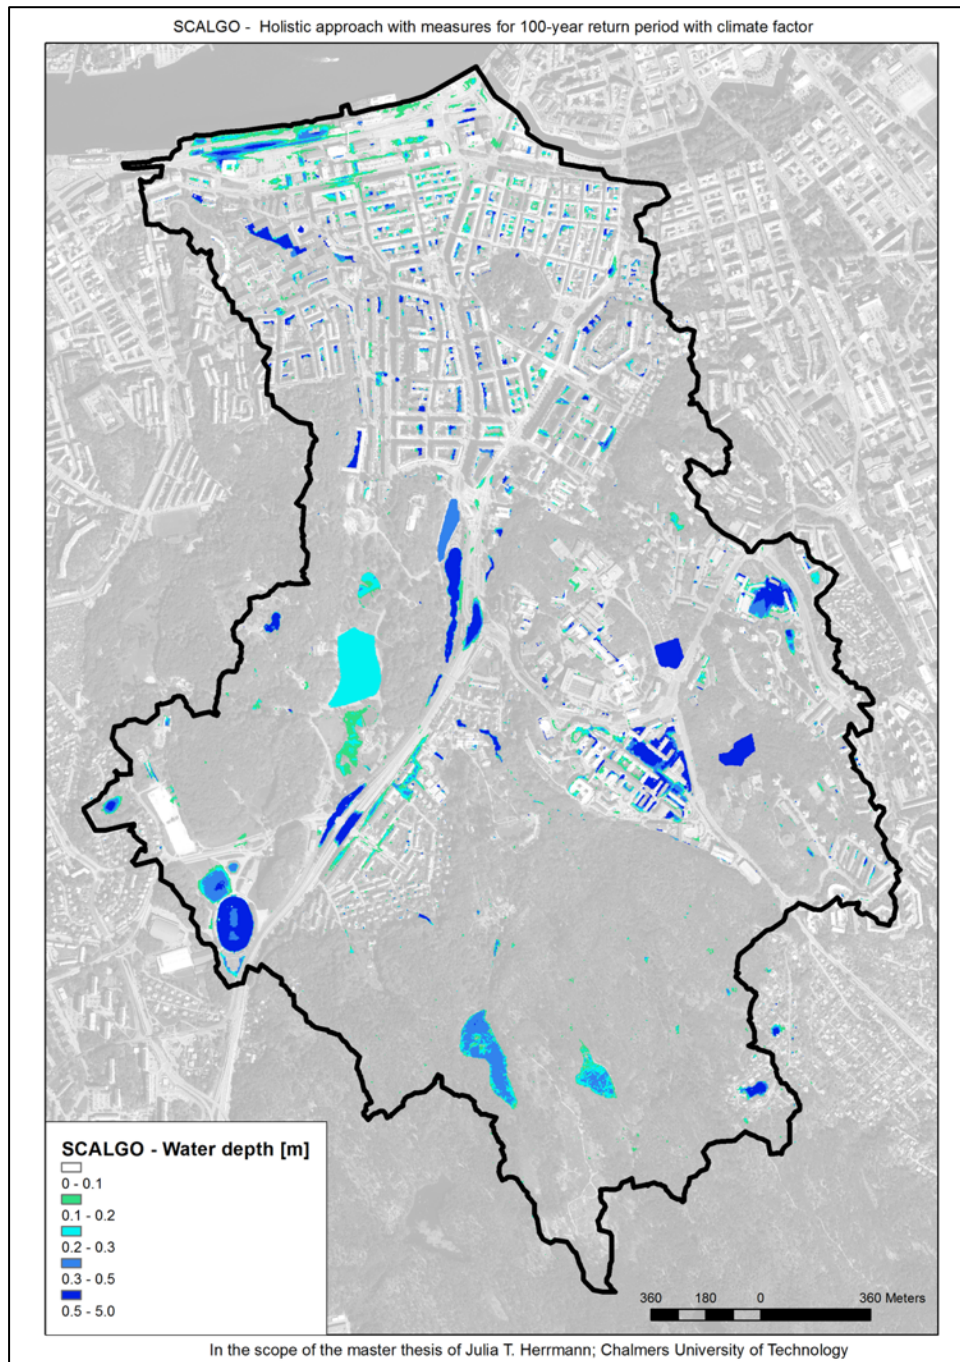 SCALGO - Holistic approach with measures for 100-year return period with climate factor
SCALGO - Water depth [m]
0 - 0.1
0.1 - 0.2
0.2 - 0.3
0.3 - 0.5
0.5 - 5.0
360 180 0 360 Meters
In the scope of the master thesis of Julia T. Herrmann; Chalmers University of Technology